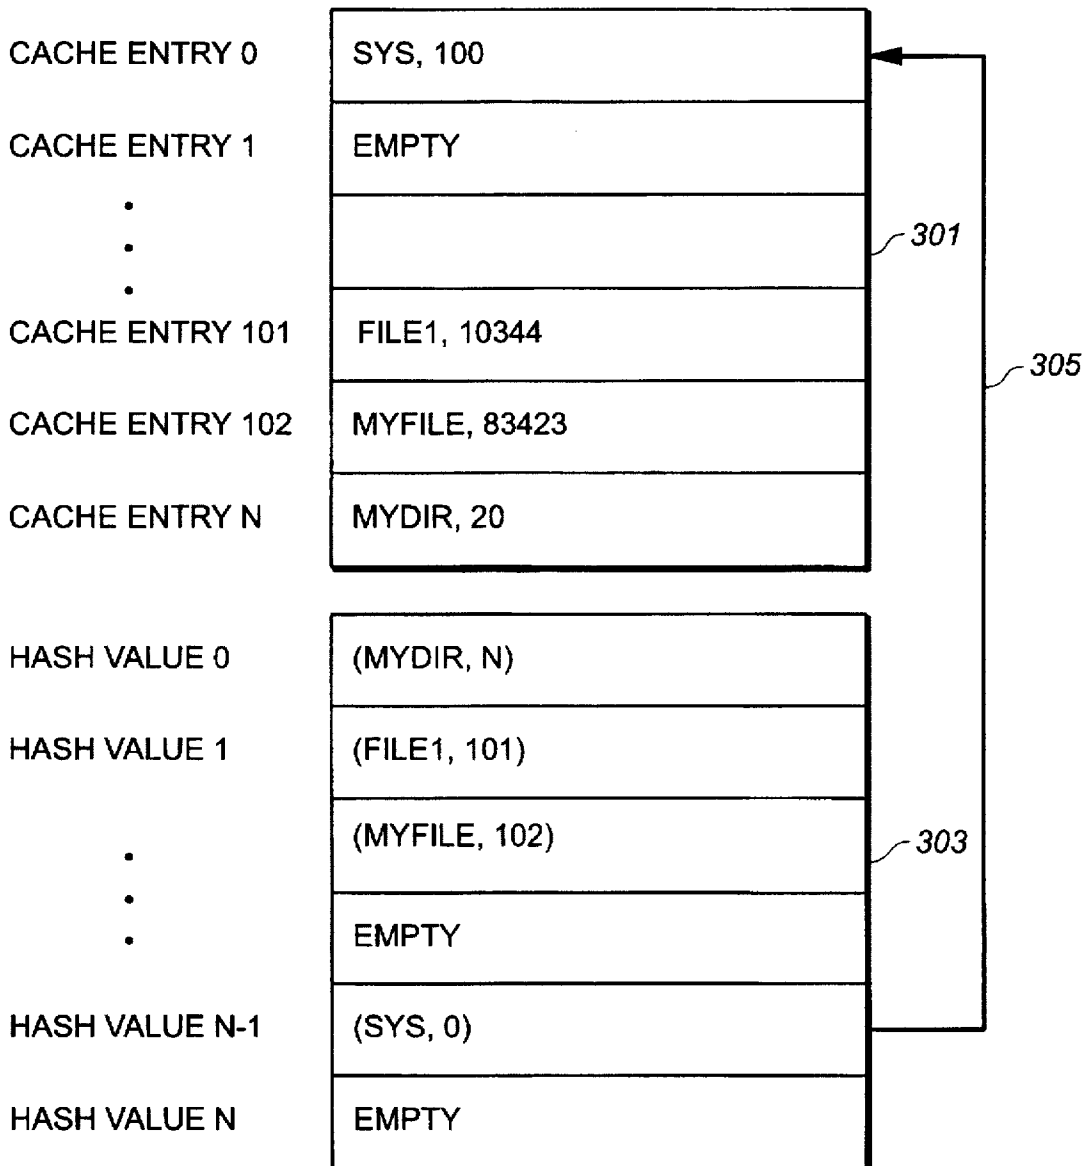 CACHE ENTRY 0 SYS, 100
CACHE ENTRY 1 EMPTY
301
CACHE ENTRY 101 FILE1, 10344
305
CACHE ENTRY 102 MYFILE, 83423
CACHE ENTRY N MYDIR, 20
HASH VALUE 0 (MYDIR, N)
HASH VALUE 1 (FILE1, 101)
(MYFILE, 102)
303
EMPTY
HASH VALUE N-1 (SYS, 0)
HASH VALUE N EMPTY